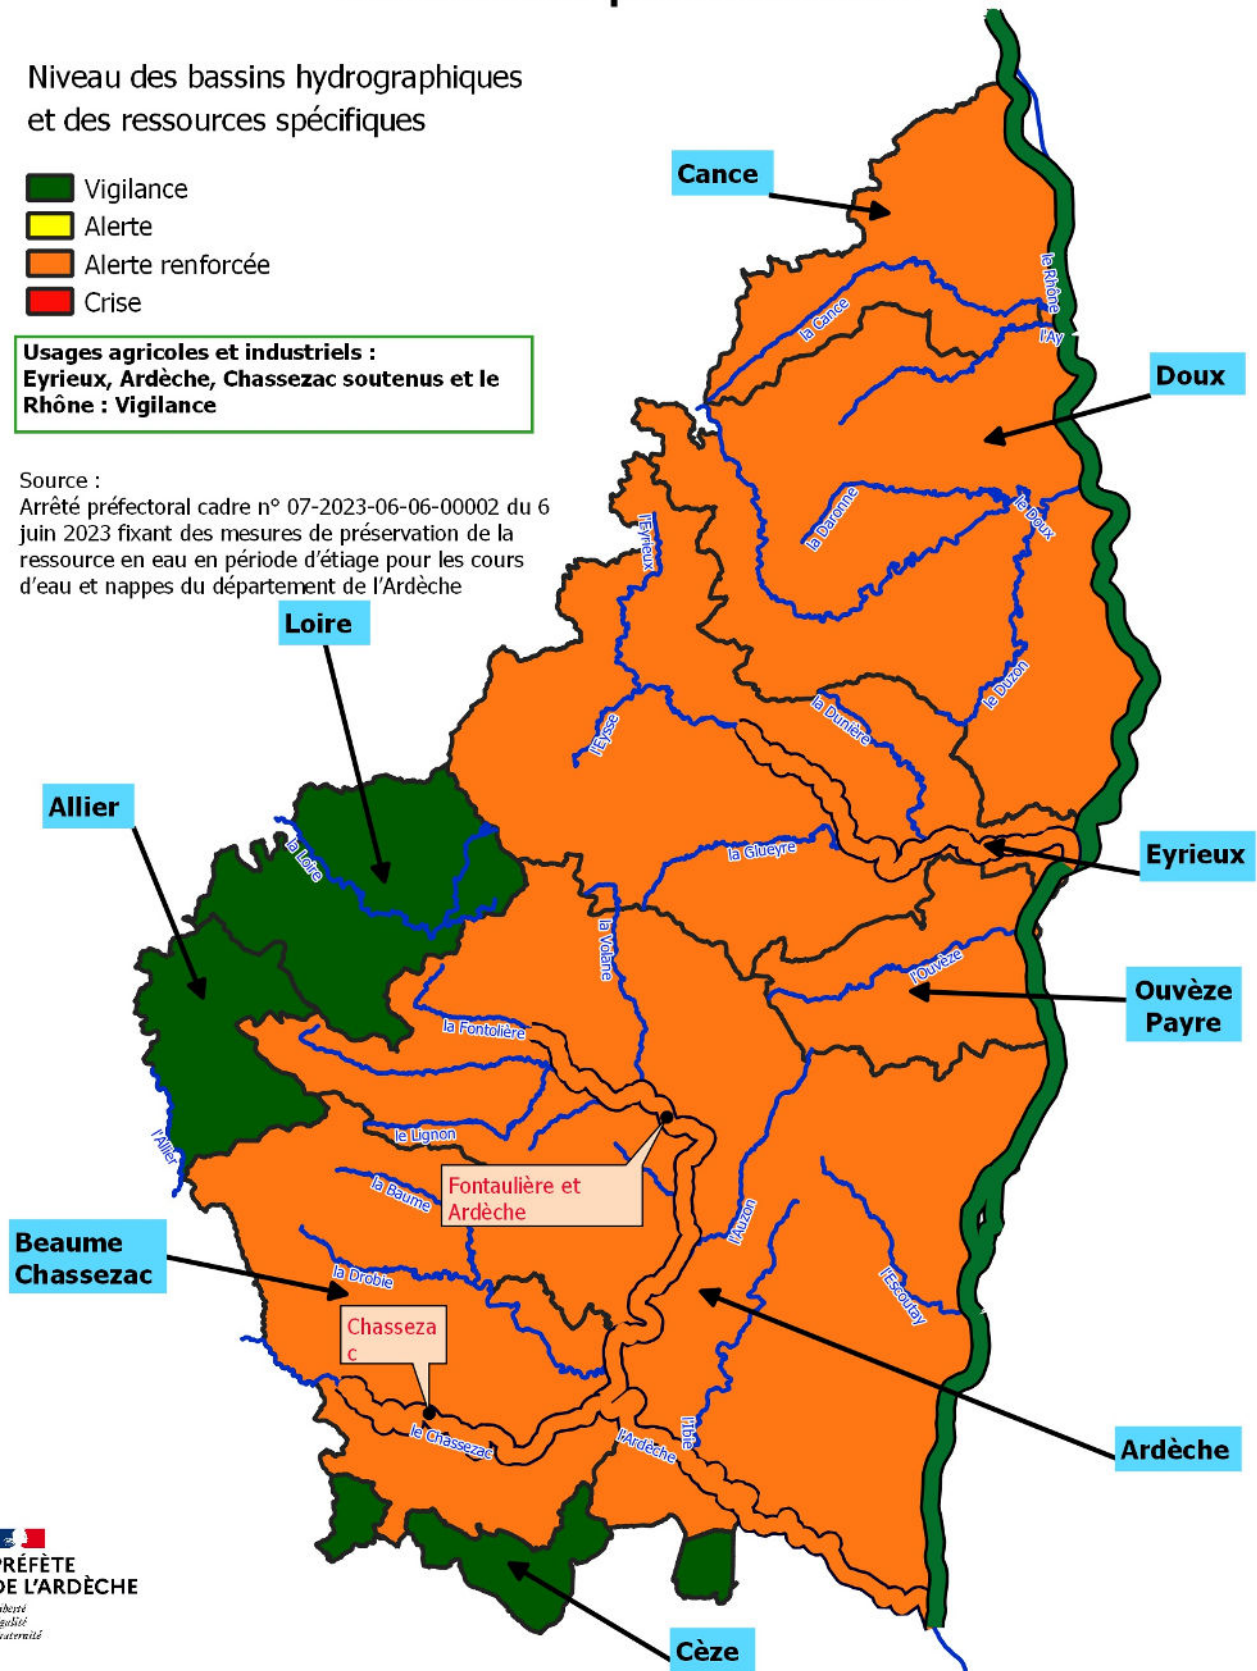 Niveau des bassins hydrographiques
et des ressources spécifiques
Vigilance
Alerte
Alerte renforcée
Crise
Usages agricoles et industriels :
Eyrieux, Ardèche, Chassezac soutenus et le
Rhône : Vigilance
Source :
Arrêté préfectoral cadre n° 07-2023-06-06-00002 du 6
juin 2023 fixant des mesures de préservation de la
ressource en eau en période d'étiage pour les cours
d'eau et nappes du département de l'Ardèche
Cance
le Rhône
la Cance
l'Ay
Doux
la Daronne
le Doux
l'Eyrieux
Loire
le Duzon
la Dunière
l'Eysse
Allier
la Loire
la Glueyre
Eyrieux
la Volane
l'Ouvèze
Ouvèze
Payre
la Fontolière
le Lignon
l'Allier
Fontaulière et
Ardèche
la Baume
l'Auzon
Beaume
Chassezac
la Drobie
l'Escoutay
Chasseza
c
le Chassezac
l'Ardèche
l'Ibie
Ardèche
Cèze
PRÉFÈTE
DE L'ARDÈCHE